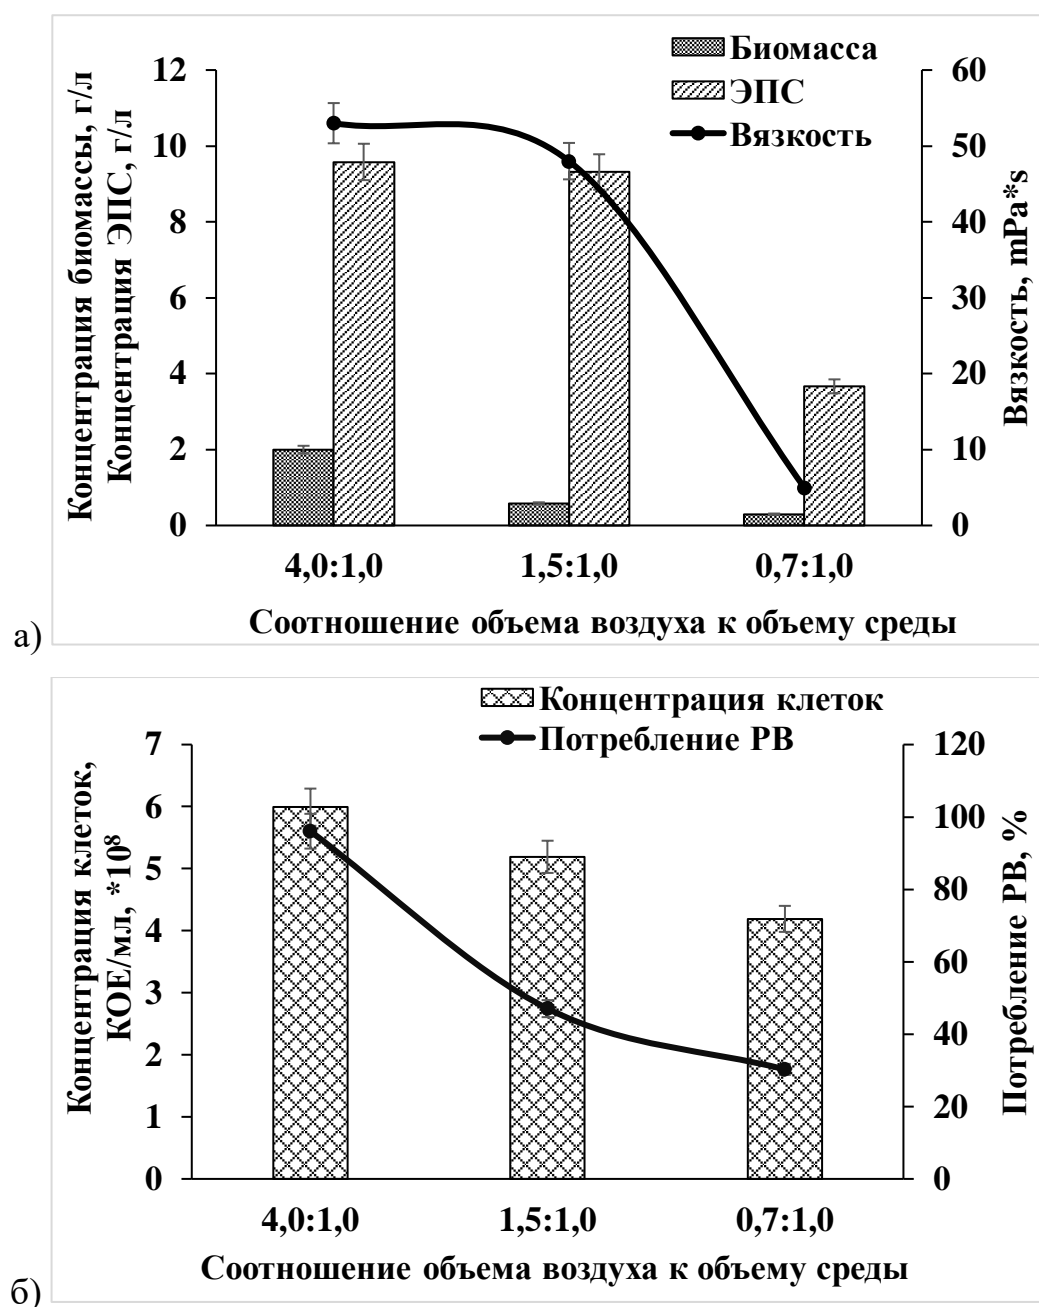 Биомасса
ЭПС
Вязкость
Концентрация биомассы, г/л
Концентрация ЭПС, г/л
12
10
8
6
4
2
0
60
50
40
30
20
10
0
Вязкость, mPa*s
4,0:1,0 1,5:1,0 0,7:1,0
Соотношение объема воздуха к объему среды
а)
Концентрация клеток
Потребление РВ
Концентрация клеток,
КОЕ/мл, *10⁸
7
6
5
4
3
2
1
0
120
100
80
60
40
20
0
Потребление РВ, %
4,0:1,0 1,5:1,0 0,7:1,0
Соотношение объема воздуха к объему среды
б)